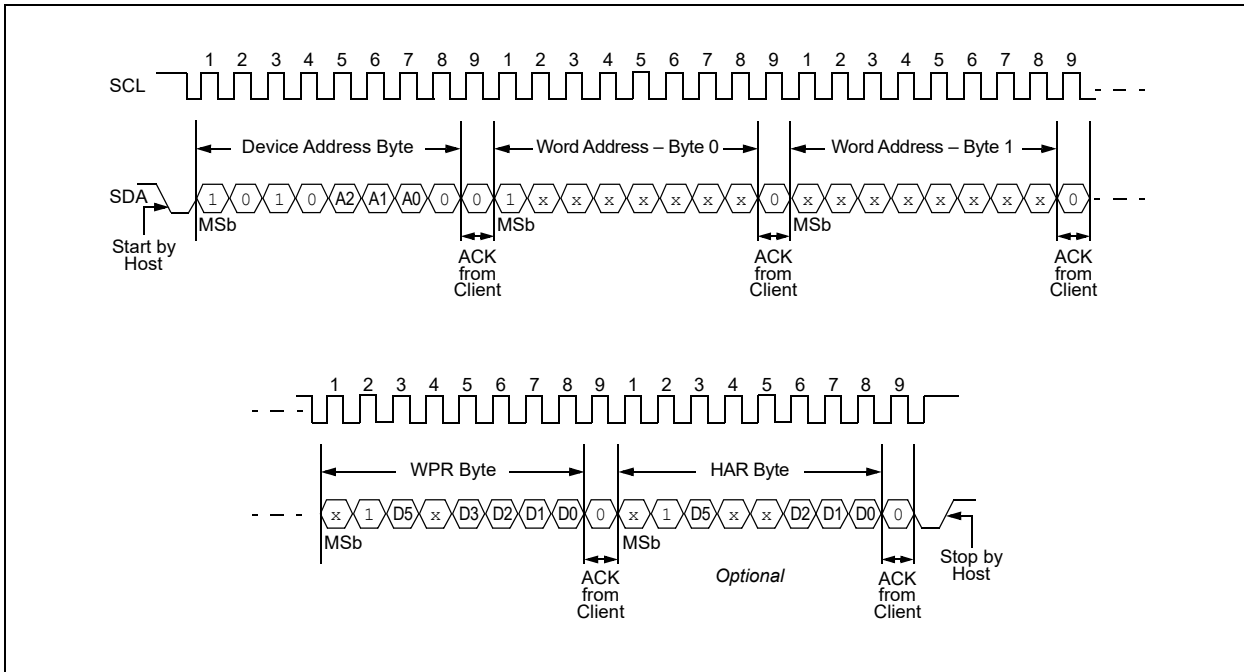 1 2 3 4 5 6 7 8 9 1 2 3 4 5 6 7 8 9 1 2 3 4 5 6 7 8 9
SCL
Device Address Byte
Word Address – Byte 0
Word Address – Byte 1
SDA
1 0 1 0 A2 A1 A0 0 0 1 x x x x x x x 0 x x x x x x x x 0
MSb
MSb
MSb
Start by
Host
ACK
from
Client
ACK
from
Client
ACK
from
Client
1 2 3 4 5 6 7 8 9 1 2 3 4 5 6 7 8 9
WPR Byte
HAR Byte
x 1 D5 x D3 D2 D1 D0 0 x 1 D5 x x D2 D1 D0 0
MSb
MSb
Stop by
Host
ACK
from
Client
Optional
ACK
from
Client